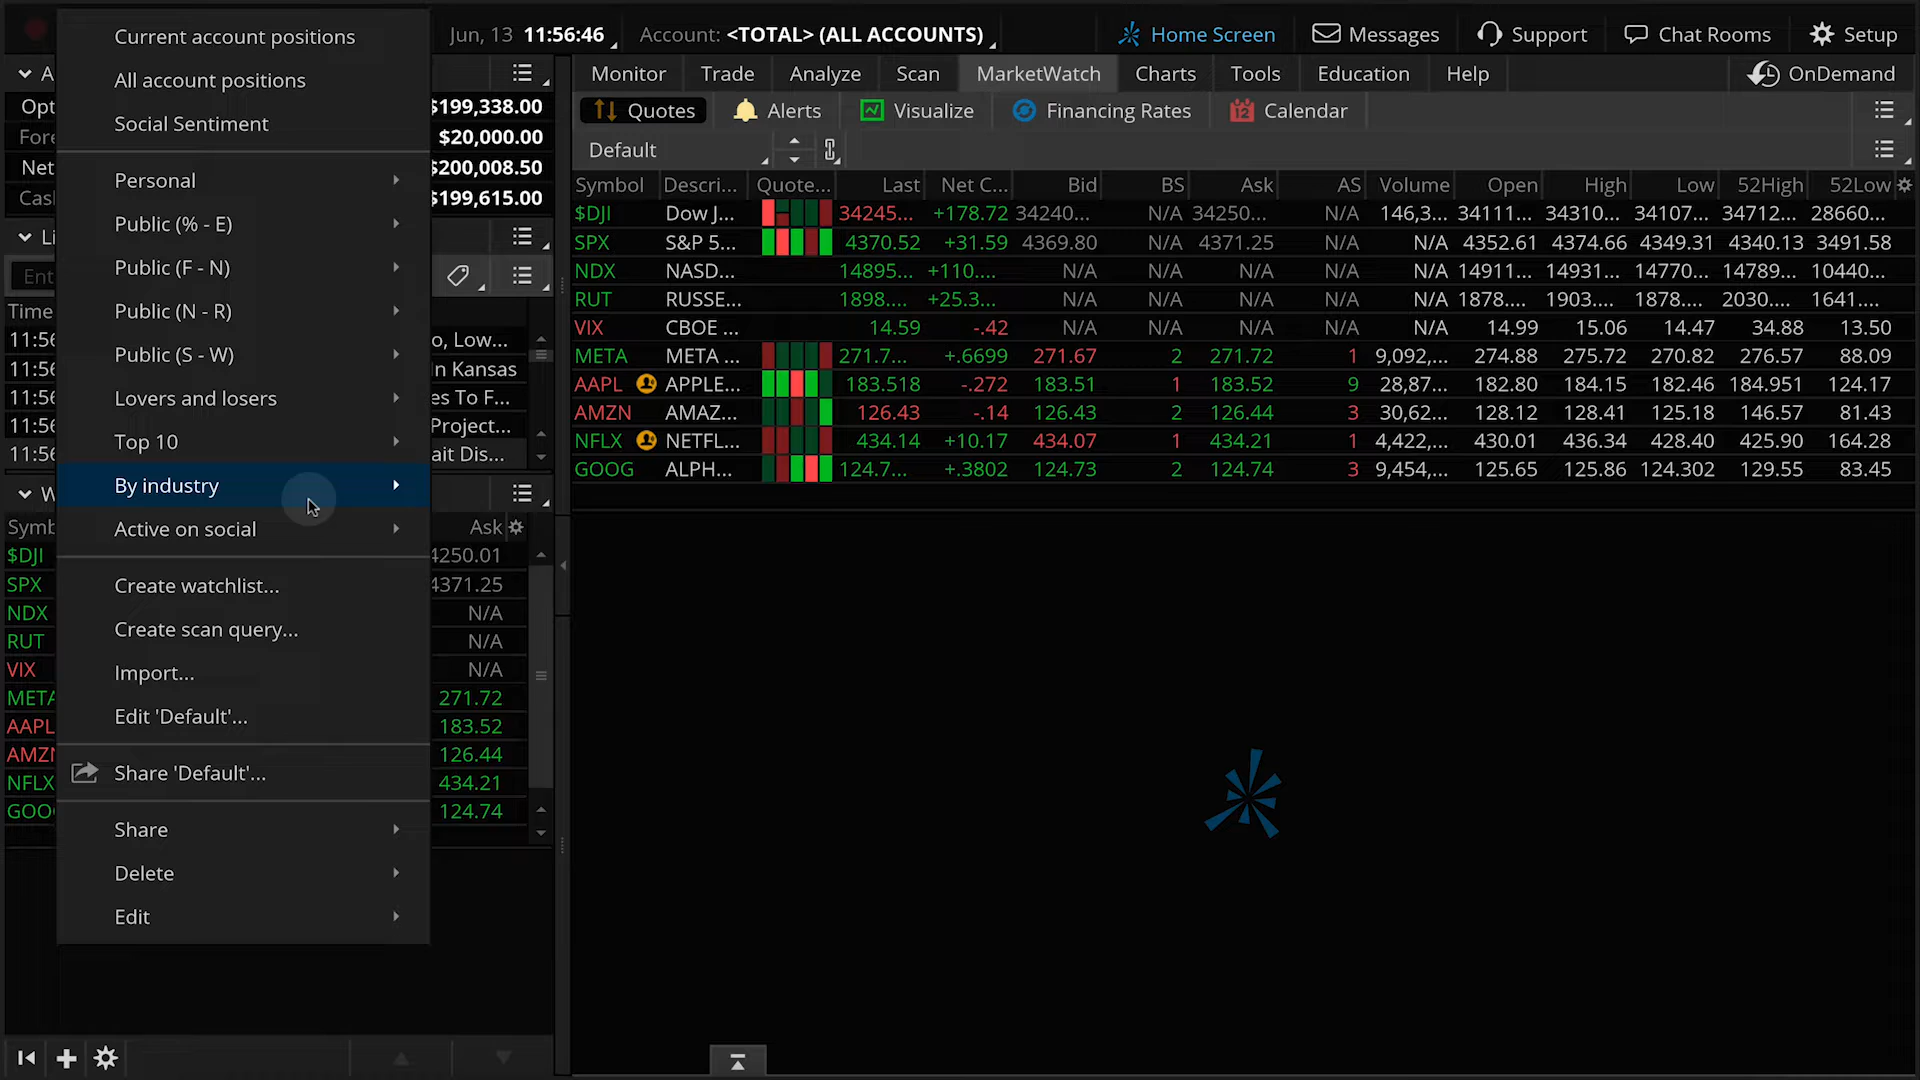 Jun, 13 11:56:46 Account: <TOTAL> (ALL ACCOUNTS) Home Screen Messages Support Chat Rooms Setup
Monitor Trade Analyze Scan MarketWatch Charts Tools Education Help OnDemand
Quotes Alerts Visualize Financing Rates 12 Calendar
Default
Current account positions
All account positions
Social Sentiment
Personal
Public (% - E)
Public (F - N)
Public (N - R)
Public (S - W)
Lovers and losers
Top 10
By industry
Active on social
Create watchlist...
Create scan query...
Import...
Edit 'Default'...
Share 'Default'...
Share
Delete
Edit
A
Opt $199,338.00
Fore $20,000.00
Net $200,008.50
Cas $199,615.00
Li
Ent
Time
11:56 o, Low...
11:56 n Kansas
11:56 es To F...
11:56 Project...
11:56 ait Dis...
W
Symb Ask
$DJI 4250.01
SPX 4371.25
NDX N/A
RUT N/A
VIX N/A
META 271.72
AAPL 183.52
AMZN 126.44
NFLX 434.21
GOO 124.74
Symbol Descri... Quote... Last Net C... Bid BS Ask AS Volume Open High Low 52High 52Low
$DJI Dow J... 34245... +178.72 34240... N/A 34250... N/A 146,3... 34111... 34310... 34107... 34712... 28660...
SPX S&P 5... 4370.52 +31.59 4369.80 N/A 4371.25 N/A N/A 4352.61 4374.66 4349.31 4340.13 3491.58
NDX NASD... 14895... +110.... N/A N/A N/A N/A N/A 14911... 14931... 14770... 14789... 10440...
RUT RUSSE... 1898.... +25.3... N/A N/A N/A N/A N/A 1878.... 1903.... 1878.... 2030.... 1641....
VIX CBOE ... 14.59 -.42 N/A N/A N/A N/A N/A 14.99 15.06 14.47 34.88 13.50
META META ... 271.7... +.6699 271.67 2 271.72 1 9,092,... 274.88 275.72 270.82 276.57 88.09
AAPL APPLE... 183.518 -.272 183.51 1 183.52 9 28,87... 182.80 184.15 182.46 184.951 124.17
AMZN AMAZ... 126.43 -.14 126.43 2 126.44 3 30,62... 128.12 128.41 125.18 146.57 81.43
NFLX NETFL... 434.14 +10.17 434.07 1 434.21 1 4,422,... 430.01 436.34 428.40 425.90 164.28
GOOG ALPH... 124.7... +.3802 124.73 2 124.74 3 9,454,... 125.65 125.86 124.302 129.55 83.45